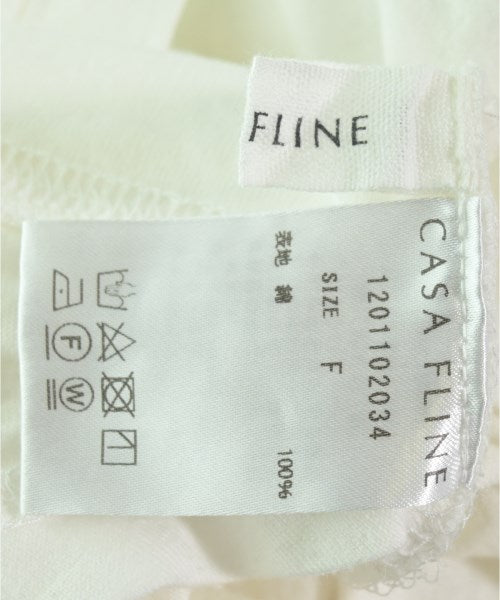 FLINE
CASA FLINE
1201102034
SIZE F
表地 綿 100%
F
W